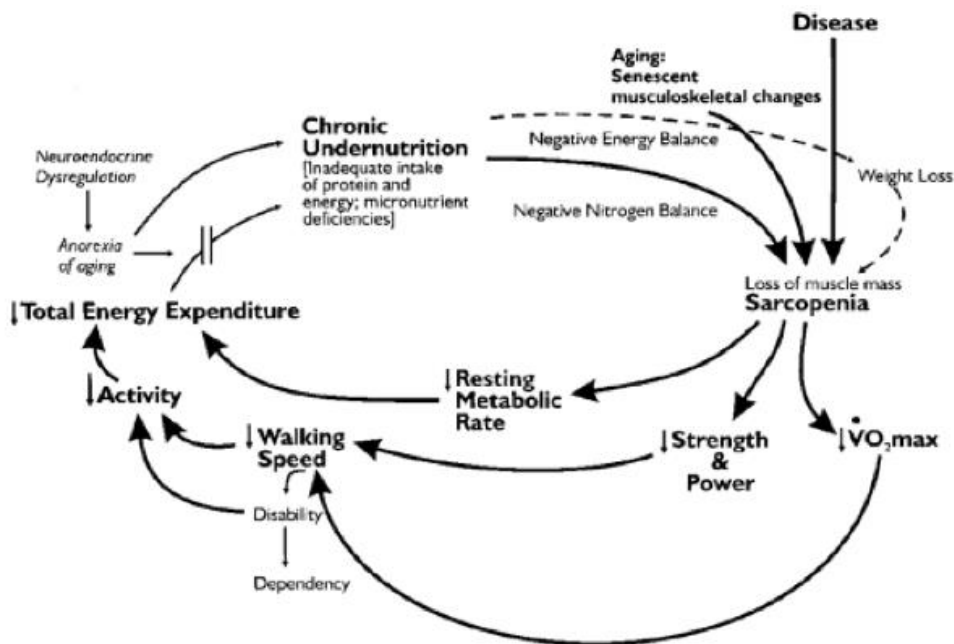 Disease
Aging:
Senescent
musculoskeletal changes
Chronic
Undernutrition
[Inadequate intake
of protein and
energy; micronutrient
deficiencies]
Negative Energy Balance
Weight Loss
Negative Nitrogen Balance
Neuroendocrine
Dysregulation
Anorexia
of aging
↓Total Energy Expenditure
Loss of muscle mass
Sarcopenia
↓Activity
↓Resting
Metabolic
Rate
↓Walking
Speed
↓Strength
&
Power
↓V̇O₂max
Disability
Dependency